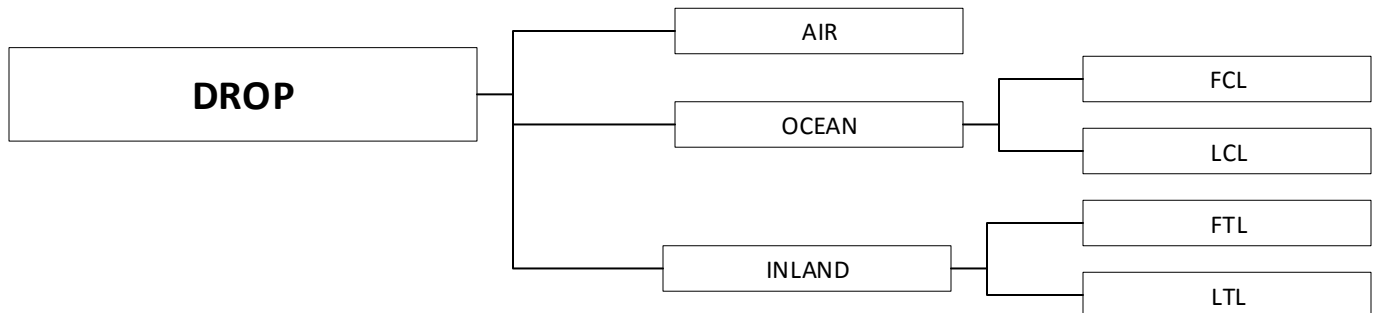 DROP
AIR
OCEAN
FCL
LCL
INLAND
FTL
LTL